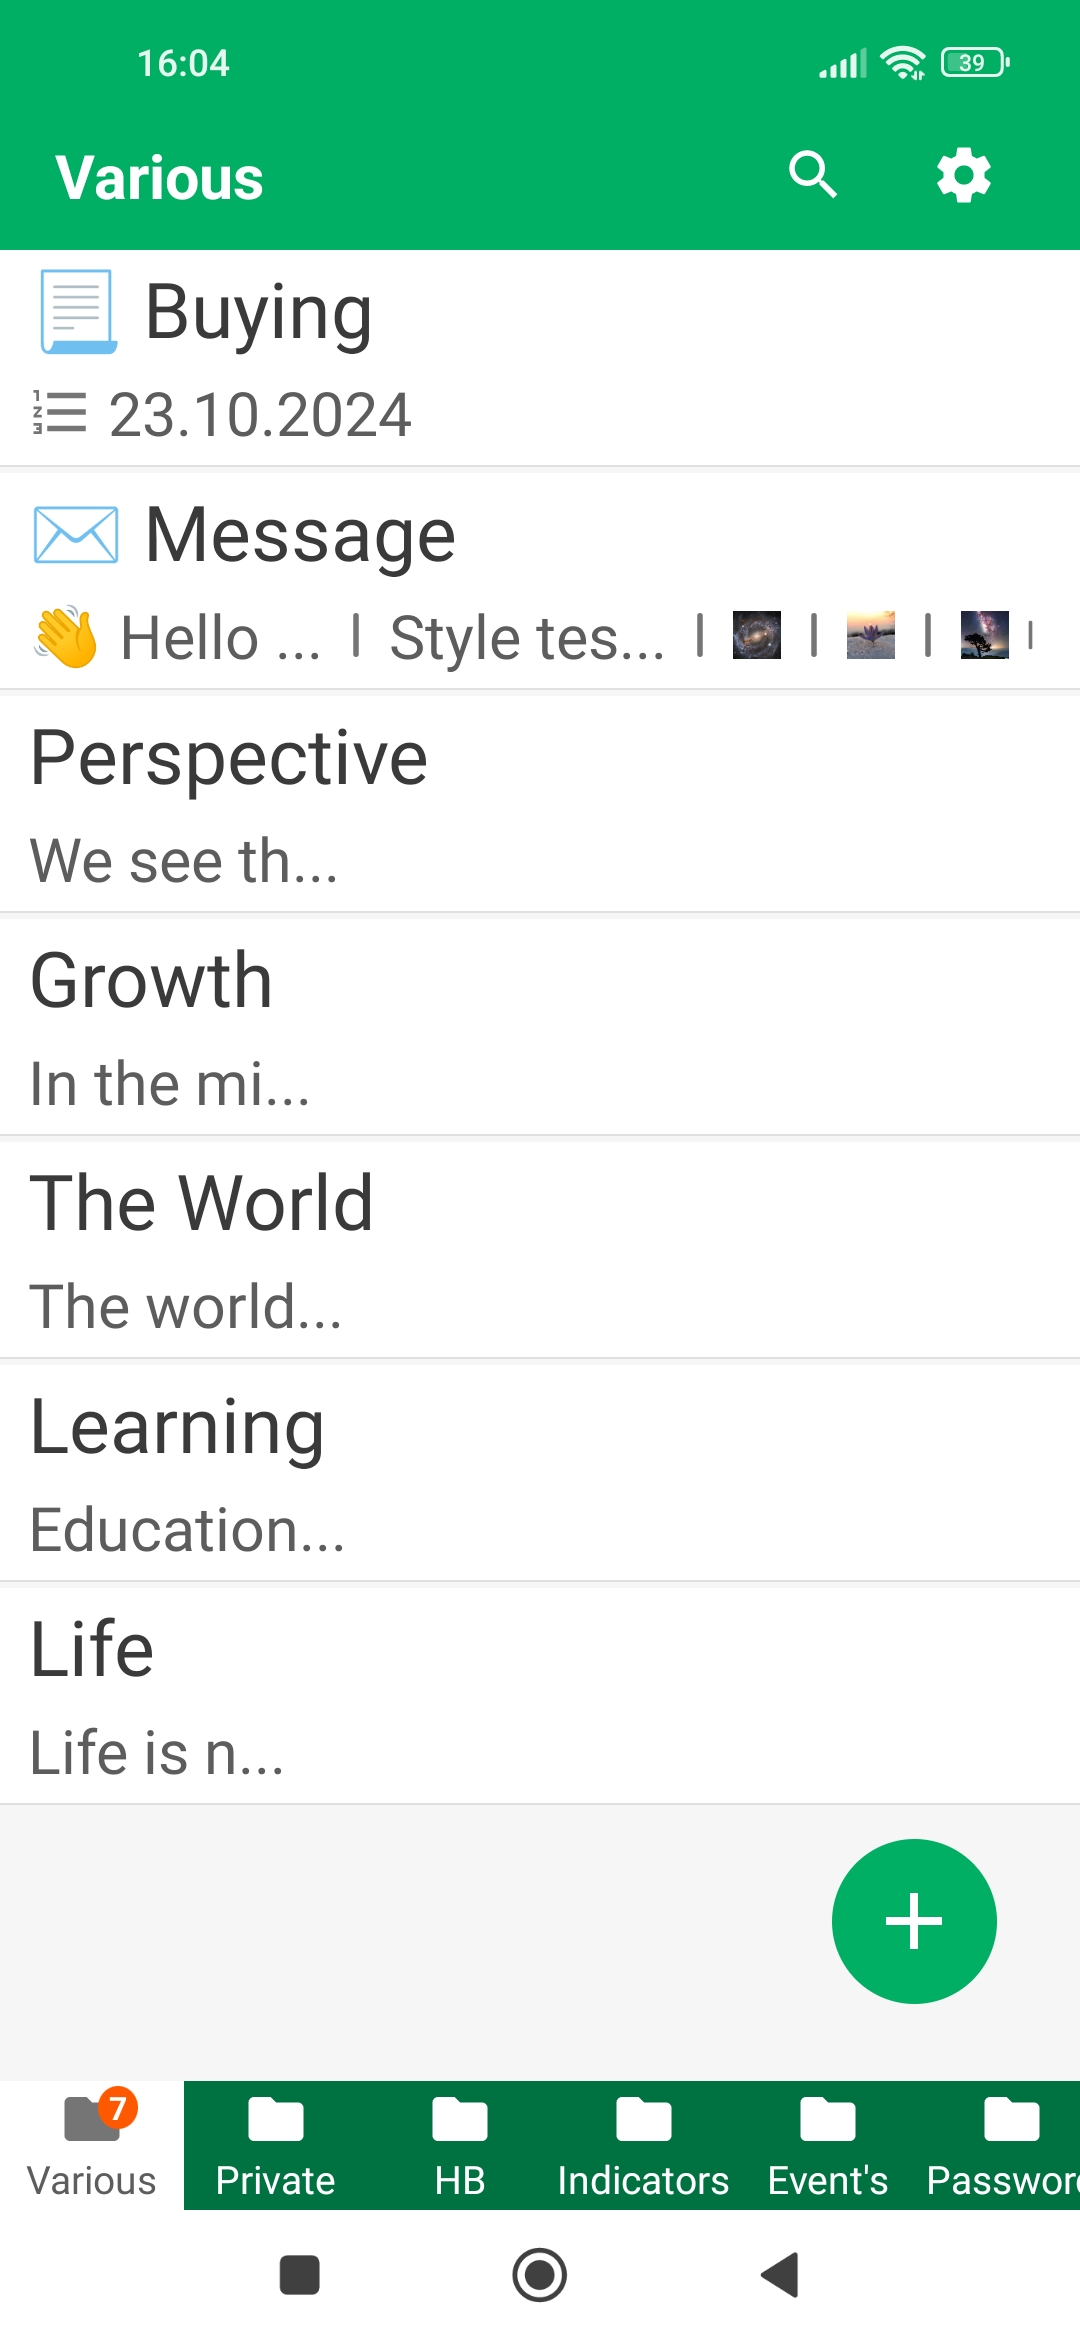 16:04
39
Various
Buying
23.10.2024
Message
Hello ... | Style tes... | | |
Perspective
We see th...
Growth
In the mi...
The World
The world...
Learning
Education...
Life
Life is n...
7
Various Private HB Indicators Event's Passwor